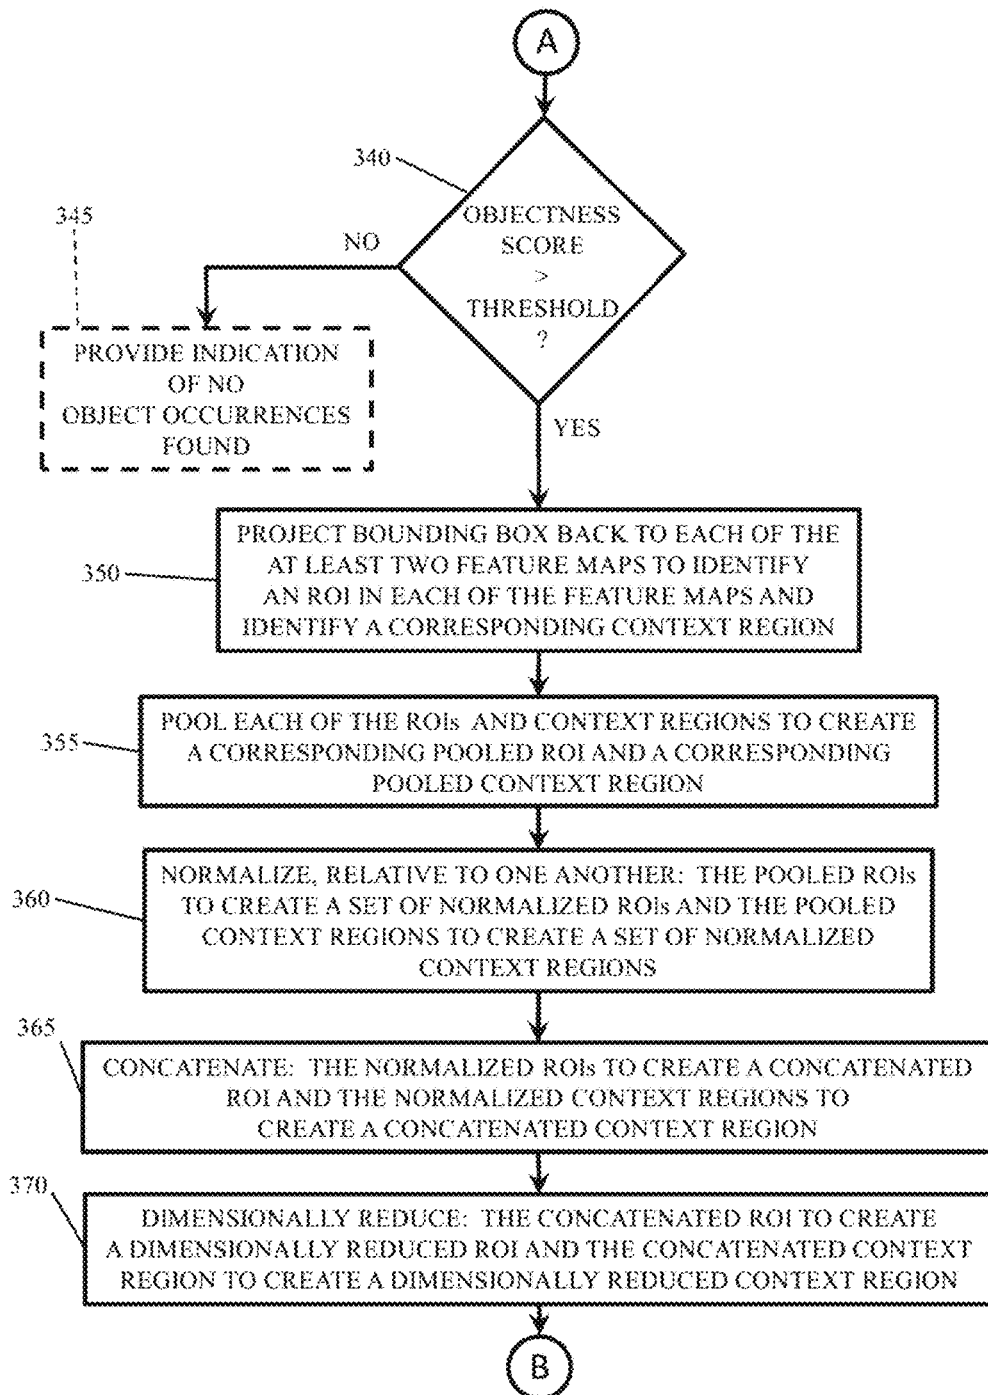 A
340
OBJECTNESS
SCORE
>
THRESHOLD
?
345
NO
PROVIDE INDICATION
OF NO
OBJECT OCCURRENCES
FOUND
YES
350
PROJECT BOUNDING BOX BACK TO EACH OF THE
AT LEAST TWO FEATURE MAPS TO IDENTIFY
AN ROI IN EACH OF THE FEATURE MAPS AND
IDENTIFY A CORRESPONDING CONTEXT REGION
355
POOL EACH OF THE ROIs AND CONTEXT REGIONS TO CREATE
A CORRESPONDING POOLED ROI AND A CORRESPONDING
POOLED CONTEXT REGION
360
NORMALIZE, RELATIVE TO ONE ANOTHER: THE POOLED ROIs
TO CREATE A SET OF NORMALIZED ROIs AND THE POOLED
CONTEXT REGIONS TO CREATE A SET OF NORMALIZED
CONTEXT REGIONS
365
CONCATENATE: THE NORMALIZED ROIs TO CREATE A CONCATENATED
ROI AND THE NORMALIZED CONTEXT REGIONS TO
CREATE A CONCATENATED CONTEXT REGION
370
DIMENSIONALLY REDUCE: THE CONCATENATED ROI TO CREATE
A DIMENSIONALLY REDUCED ROI AND THE CONCATENATED CONTEXT
REGION TO CREATE A DIMENSIONALLY REDUCED CONTEXT REGION
B